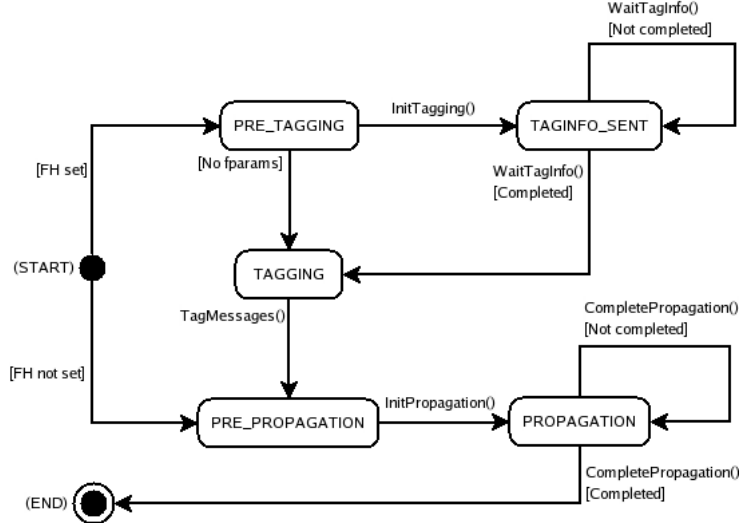 WaitTagInfo()
[Not completed]
InitTagging()
PRE_TAGGING
TAGINFO_SENT
[FH set]
[No fparams]
WaitTagInfo()
[Completed]
(START)
TAGGING
TagMessages()
CompletePropagation()
[Not completed]
[FH not set]
InitPropagation()
PRE_PROPAGATION
PROPAGATION
CompletePropagation()
[Completed]
(END)